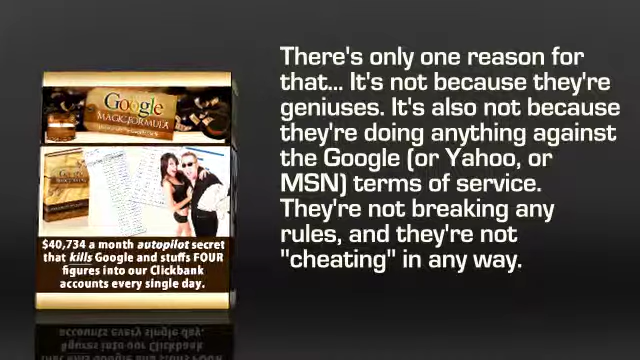 There's only one reason for
that... It's not because they're
geniuses. It's also not because
they're doing anything against
the Google (or Yahoo, or
MSN) terms of service.
They're not breaking any
rules, and they're not
"cheating" in any way.
Google
MAGIC FORMULA
$40,734 a month autopilot secret
that kills Google and stuffs FOUR
figures into our Clickbank
accounts every single day.